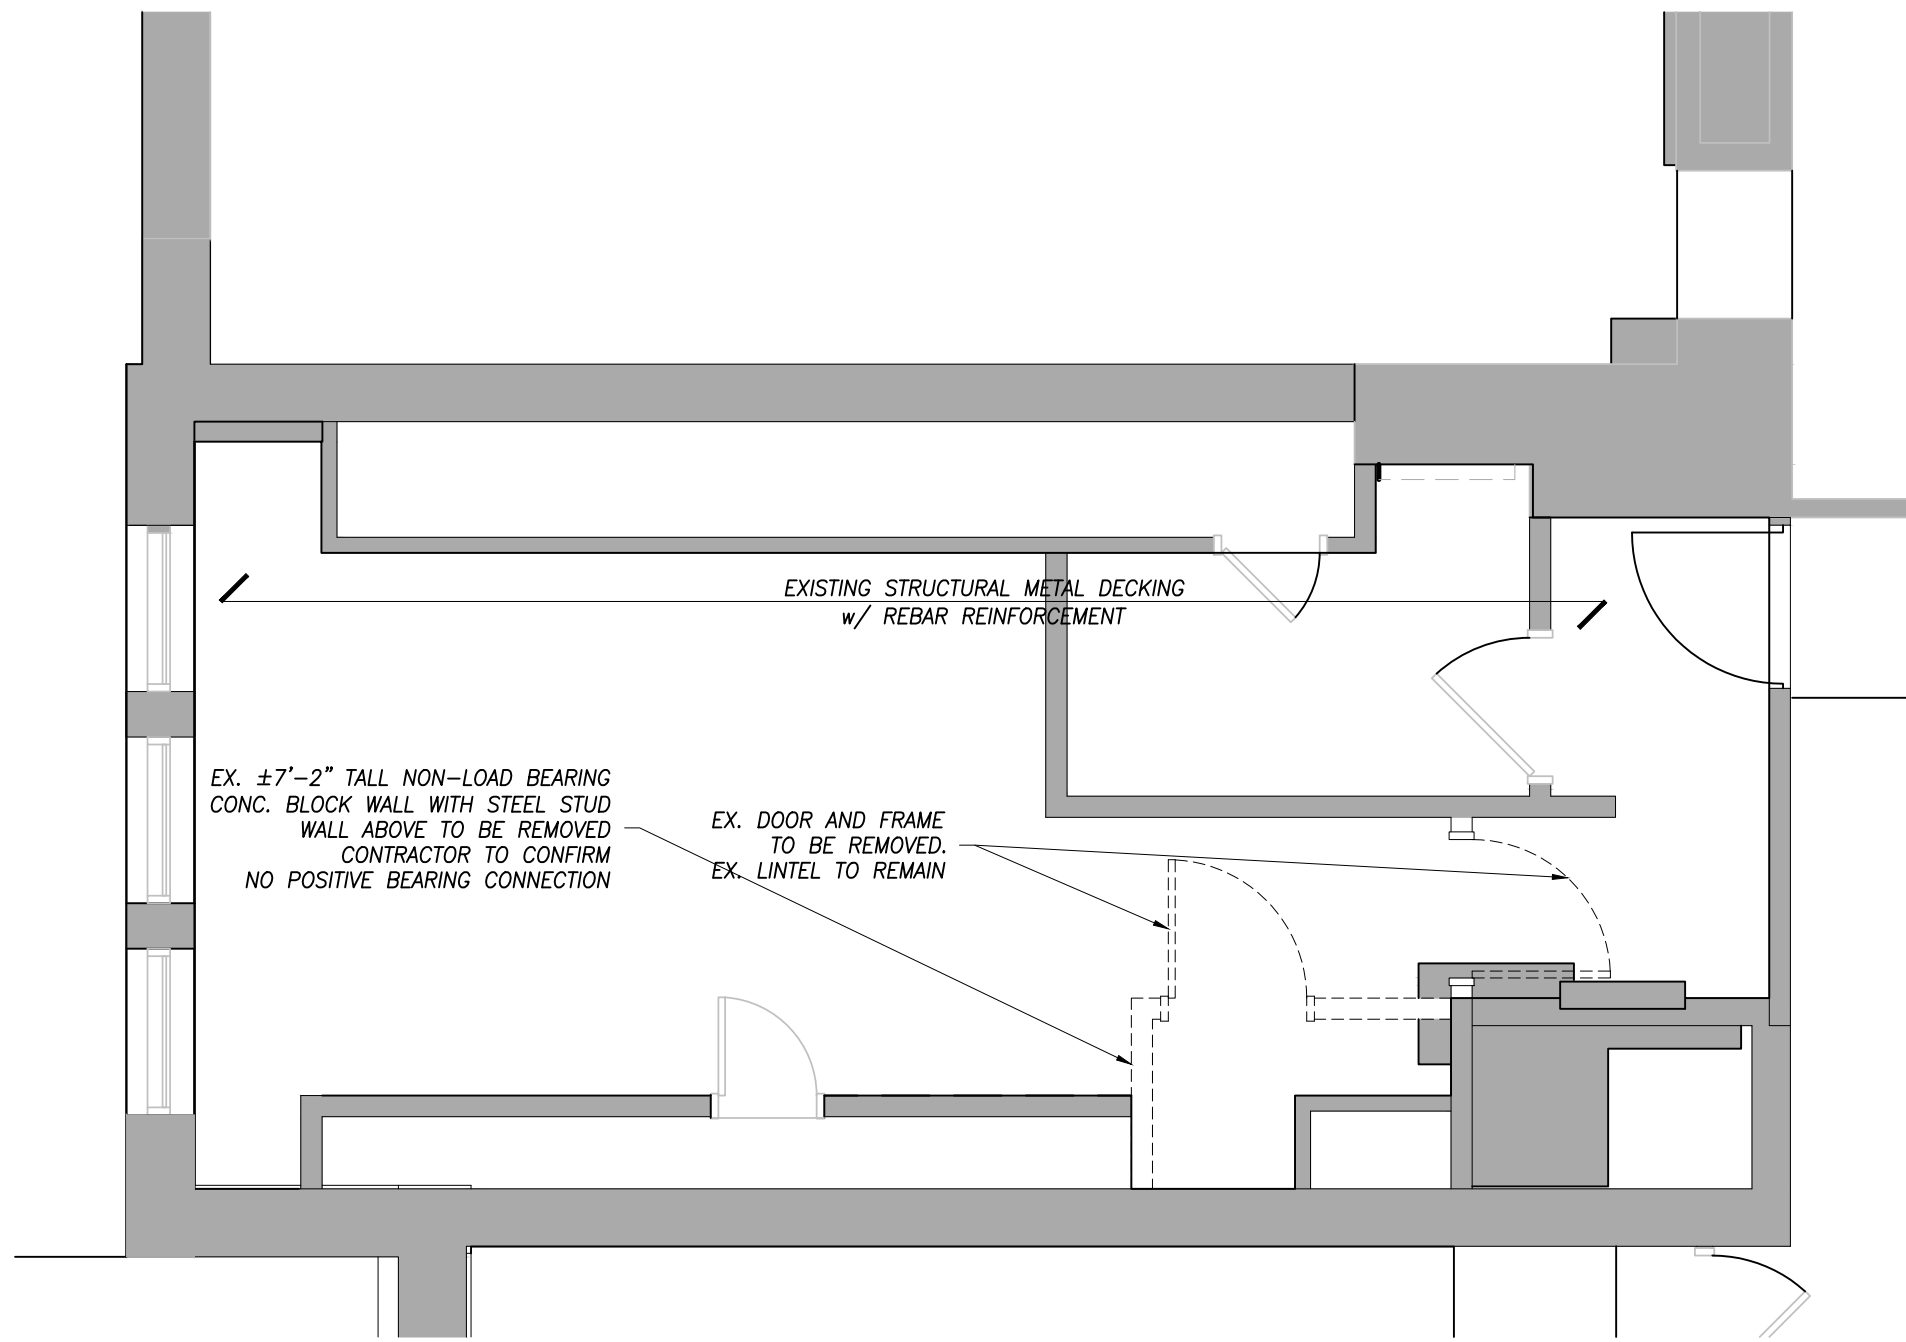 EXISTING STRUCTURAL METAL DECKING
w/ REBAR REINFORCEMENT
EX. ±7'-2" TALL NON-LOAD BEARING
CONC. BLOCK WALL WITH STEEL STUD
WALL ABOVE TO BE REMOVED
CONTRACTOR TO CONFIRM
NO POSITIVE BEARING CONNECTION
EX. DOOR AND FRAME
TO BE REMOVED.
EX. LINTEL TO REMAIN